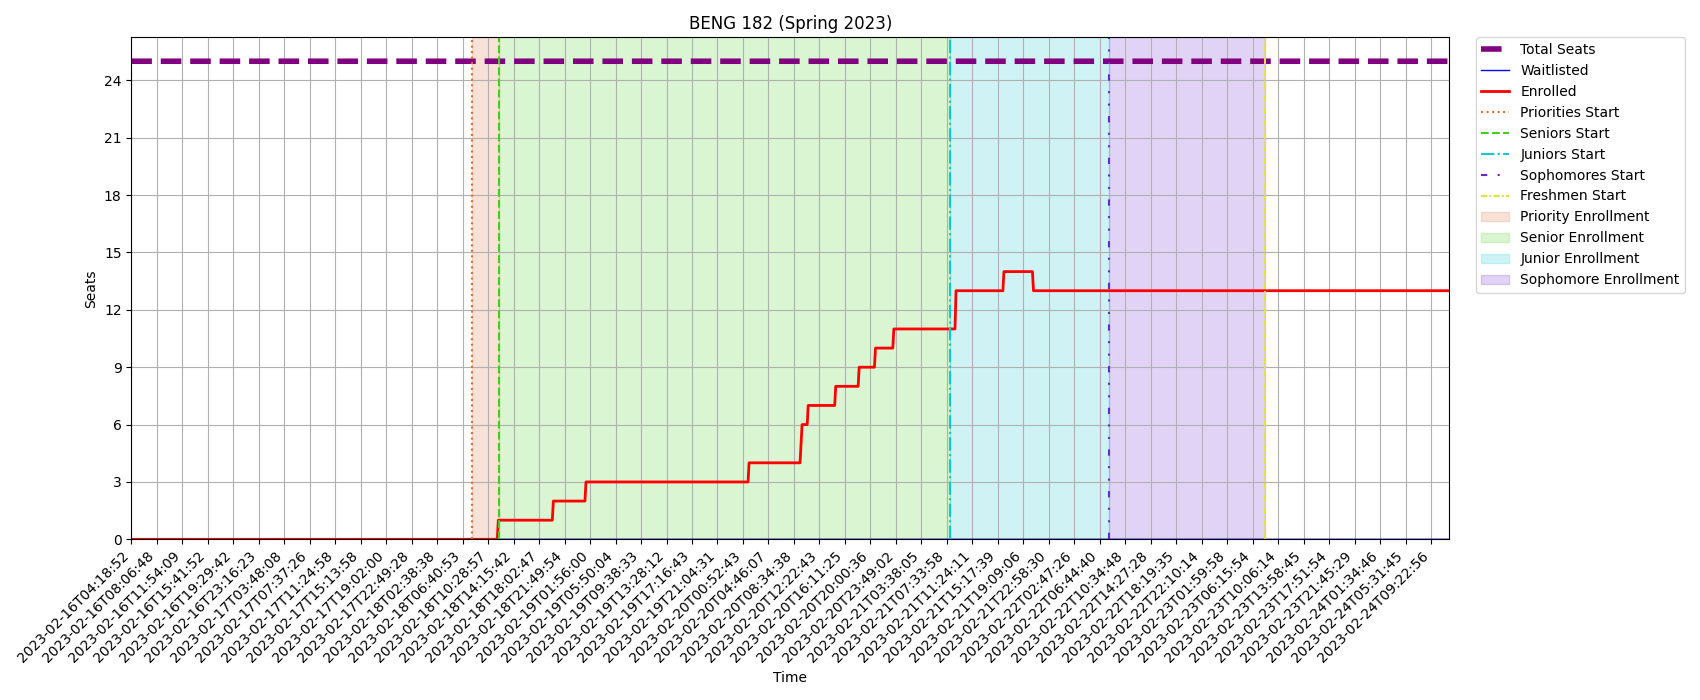 BENG 182 (Spring 2023)
Total Seats
Waitlisted
Enrolled
Priorities Start
Seniors Start
Juniors Start
Sophomores Start
Freshmen Start
Priority Enrollment
Senior Enrollment
Junior Enrollment
Sophomore Enrollment
24
21
18
15
12
9
6
3
0
Seats
2023-02-16T04:18:52
2023-02-16T08:06:48
2023-02-16T11:54:09
2023-02-16T15:41:52
2023-02-16T19:29:42
2023-02-16T23:16:23
2023-02-17T03:48:08
2023-02-17T07:37:26
2023-02-17T11:24:58
2023-02-17T15:13:58
2023-02-17T19:02:00
2023-02-17T22:49:28
2023-02-18T02:38:38
2023-02-18T06:40:53
2023-02-18T10:28:57
2023-02-18T14:15:42
2023-02-18T18:02:47
2023-02-18T21:49:54
2023-02-19T01:56:00
2023-02-19T05:50:04
2023-02-19T09:38:33
2023-02-19T13:28:12
2023-02-19T17:16:43
2023-02-19T21:04:31
2023-02-20T00:52:43
2023-02-20T04:46:07
2023-02-20T08:34:38
2023-02-20T12:22:43
2023-02-20T16:11:25
2023-02-20T20:00:36
2023-02-20T23:49:02
2023-02-21T03:38:05
2023-02-21T07:33:58
2023-02-21T11:24:11
2023-02-21T15:17:39
2023-02-21T19:09:06
2023-02-21T22:58:30
2023-02-22T02:47:26
2023-02-22T06:44:40
2023-02-22T10:34:48
2023-02-22T14:27:28
2023-02-22T18:19:35
2023-02-22T22:10:14
2023-02-23T01:59:58
2023-02-23T06:15:54
2023-02-23T10:06:14
2023-02-23T13:58:45
2023-02-23T17:51:54
2023-02-23T21:45:29
2023-02-24T01:34:46
2023-02-24T05:31:45
2023-02-24T09:22:56
Time